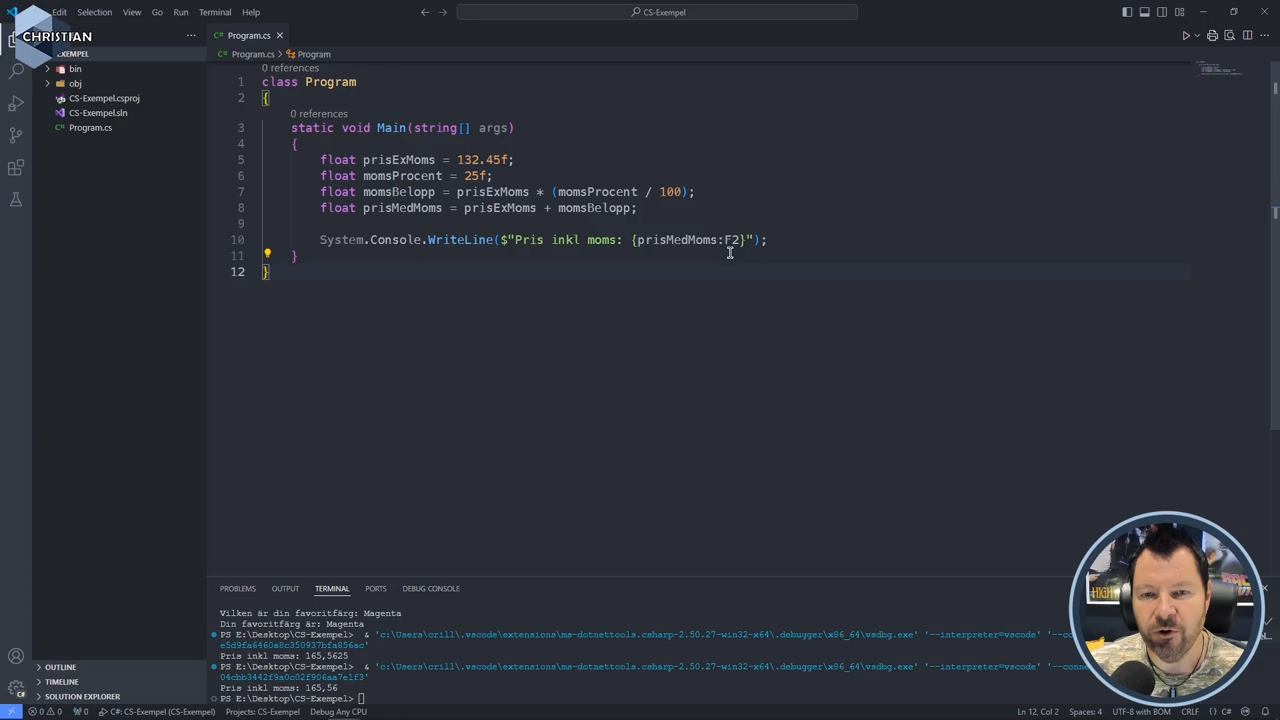 Edit Selection View Go Run Terminal Help
CS-Exempel
CHRISTIAN
EXEMPEL
bin
obj
CS-Exempel.csproj
CS-Exempel.sln
Program.cs
OUTLINE
TIMELINE
SOLUTION EXPLORER
Program.cs
Program.cs > Program
0 references
1 class Program
2 {
0 references
3 static void Main(string[] args)
4 {
5 float prisExMoms = 132.45f;
6 float momsProcent = 25f;
7 float momsBelopp = prisExMoms * (momsProcent / 100);
8 float prisMedMoms = prisExMoms + momsBelopp;
9
10 System.Console.WriteLine($"Pris inkl moms: {prisMedMoms:F2}");
11 }
12 }
PROBLEMS OUTPUT TERMINAL PORTS DEBUG CONSOLE
Vilken är din favoritfärg: Magenta
Din favoritfärg är: Magenta
PS E:\Desktop\CS-Exempel> & 'c:\Users\crill\.vscode\extensions\ms-dotnettools.csharp-2.50.27-win32-x64\.debugger\x86_64\vsdbg.exe' '--interpreter=vscode' '--co
e5d9fa6460a8c350937bfa856ac'
Pris inkl moms: 165,5625
PS E:\Desktop\CS-Exempel> & 'c:\Users\crill\.vscode\extensions\ms-dotnettools.csharp-2.50.27-win32-x64\.debugger\x86_64\vsdbg.exe' '--interpreter=vscode' '--conne
04cbb3442f9a0c02f906aa7e1f3'
Pris inkl moms: 165,56
PS E:\Desktop\CS-Exempel>
0 0 0 C#: CS-Exempel (CS-Exempel) Projects: CS-Exempel Debug Any CPU Ln 12, Col 2 Spaces: 4 UTF-8 with BOM CRLF {} C#